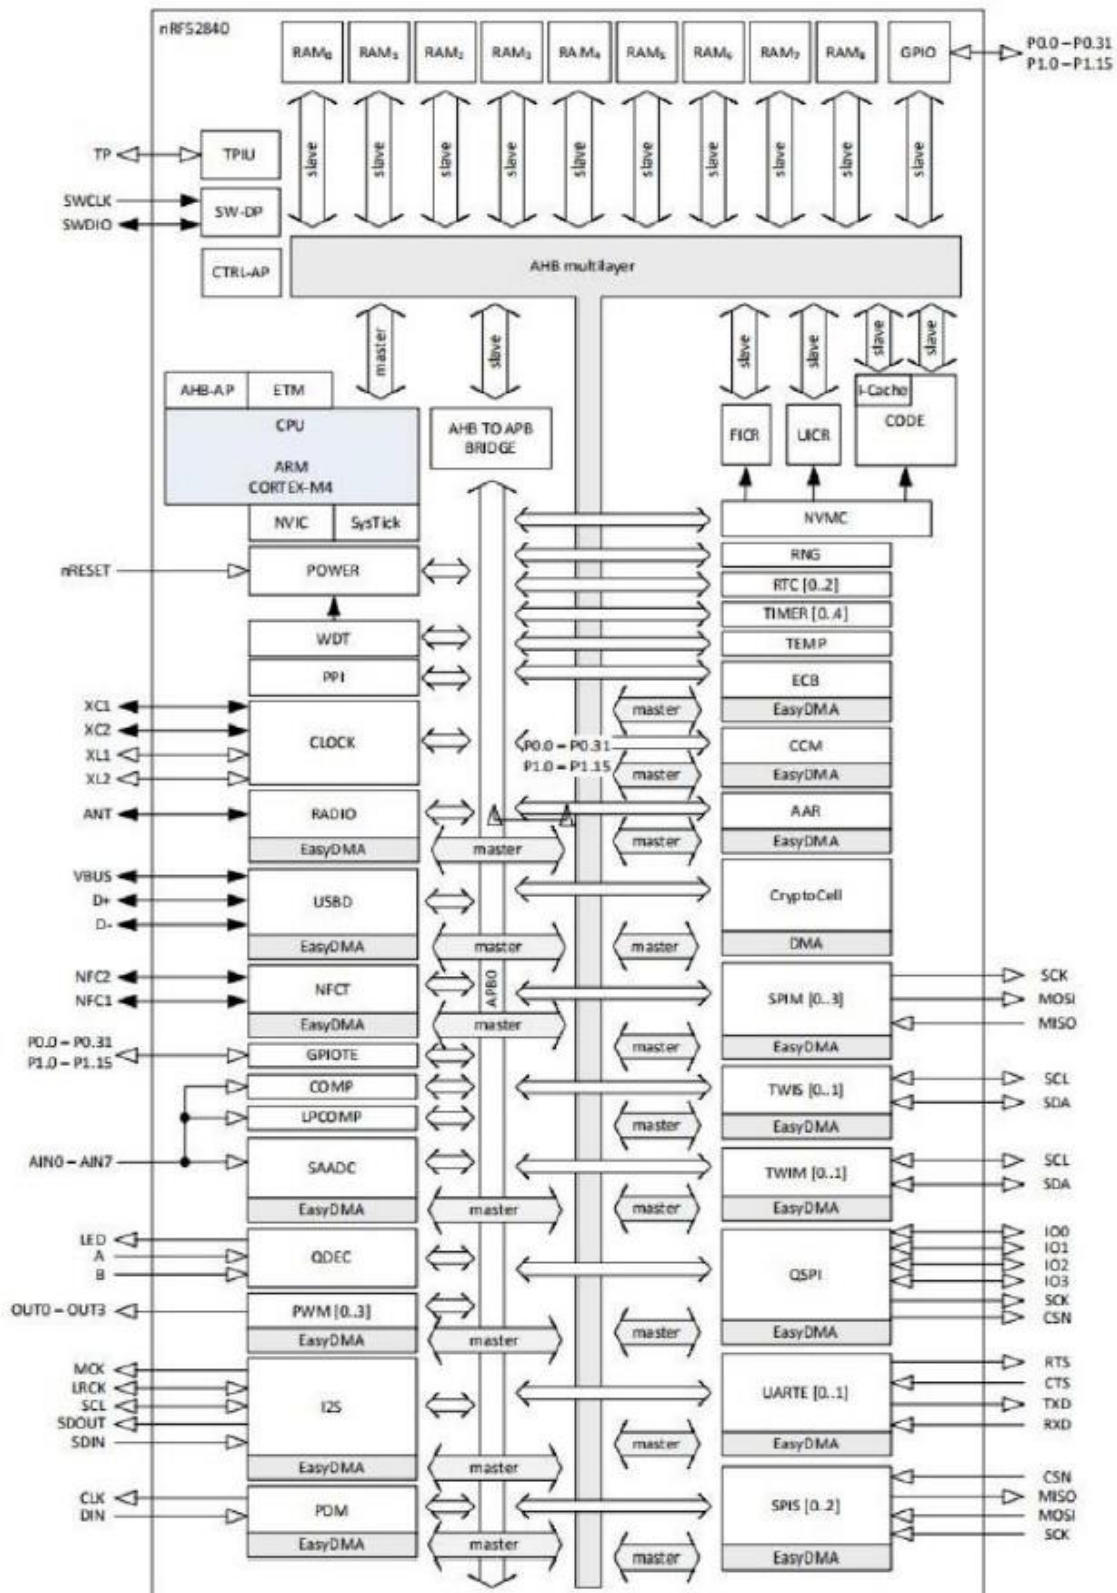 nRF52840
RAM0
RAM1
RAM2
RAM3
RAM4
RAM5
RAM6
RAM7
RAM8
GPIO
P0.0 – P0.31
P1.0 – P1.15
slave
slave
slave
slave
slave
slave
slave
slave
slave
slave
TP
TPIU
SWCLK
SWDIO
SW-DP
CTRL-AP
AHB multilayer
master
slave
slave
slave
slave
slave
AHB-AP
ETM
CPU
ARM
CORTEX-M4
NVIC
SysTick
AHB TO APB
BRIDGE
FICR
UICR
I-Cache
CODE
NVMC
nRESET
POWER
RNG
RTC [0..2]
TIMER [0..4]
WDT
TEMP
PPI
ECB
EasyDMA
master
XC1
XC2
XL1
XL2
CLOCK
P0.0 – P0.31
P1.0 – P1.15
CCM
EasyDMA
master
ANT
RADIO
EasyDMA
master
AAR
EasyDMA
master
VBUS
D+
D-
USBD
EasyDMA
master
CryptoCell
DMA
master
NFC2
NFC1
NFCT
EasyDMA
master
APB0
SPIM [0..3]
EasyDMA
master
SCK
MOSI
MISO
P0.0 – P0.31
P1.0 – P1.15
GPIOTE
COMP
LPCOMP
TWIS [0..1]
EasyDMA
master
SCL
SDA
AIN0 – AIN7
SAADC
EasyDMA
master
TWIM [0..1]
EasyDMA
master
SCL
SDA
LED
A
B
QDEC
QSPI
EasyDMA
master
IO0
IO1
IO2
IO3
SCK
CSN
OUT0 – OUT3
PWM [0..3]
EasyDMA
master
MCK
LRCK
SCL
SDOUT
SDIN
I2S
EasyDMA
master
UARTE [0..1]
EasyDMA
master
RTS
CTS
TXD
RXD
CLK
DIN
PDM
EasyDMA
master
SPIS [0..2]
EasyDMA
master
CSN
MISO
MOSI
SCK